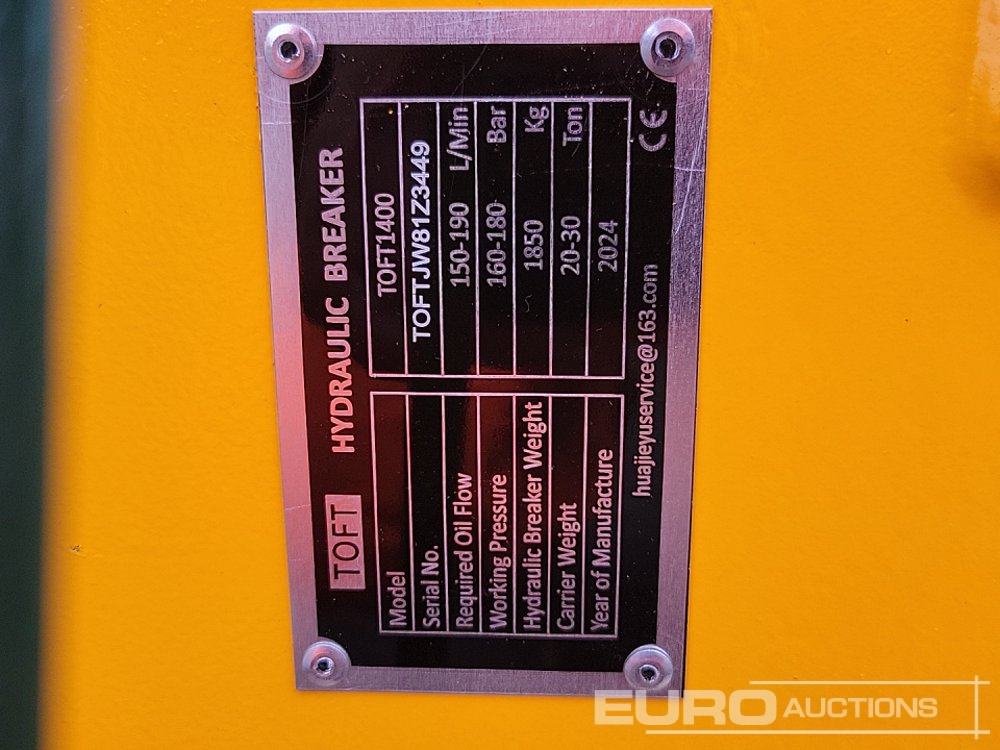 TOFT HYDRAULIC BREAKER
Model TOFT1400
Serial No. TOFTJW81Z3449
Required Oil Flow 150-190 L/Min
Working Pressure 160-180 Bar
Hydraulic Breaker Weight 1850 Kg
Carrier Weight 20-30 Ton
Year of Manufacture 2024
huajieyuservice@163.com CE
EURO AUCTIONS